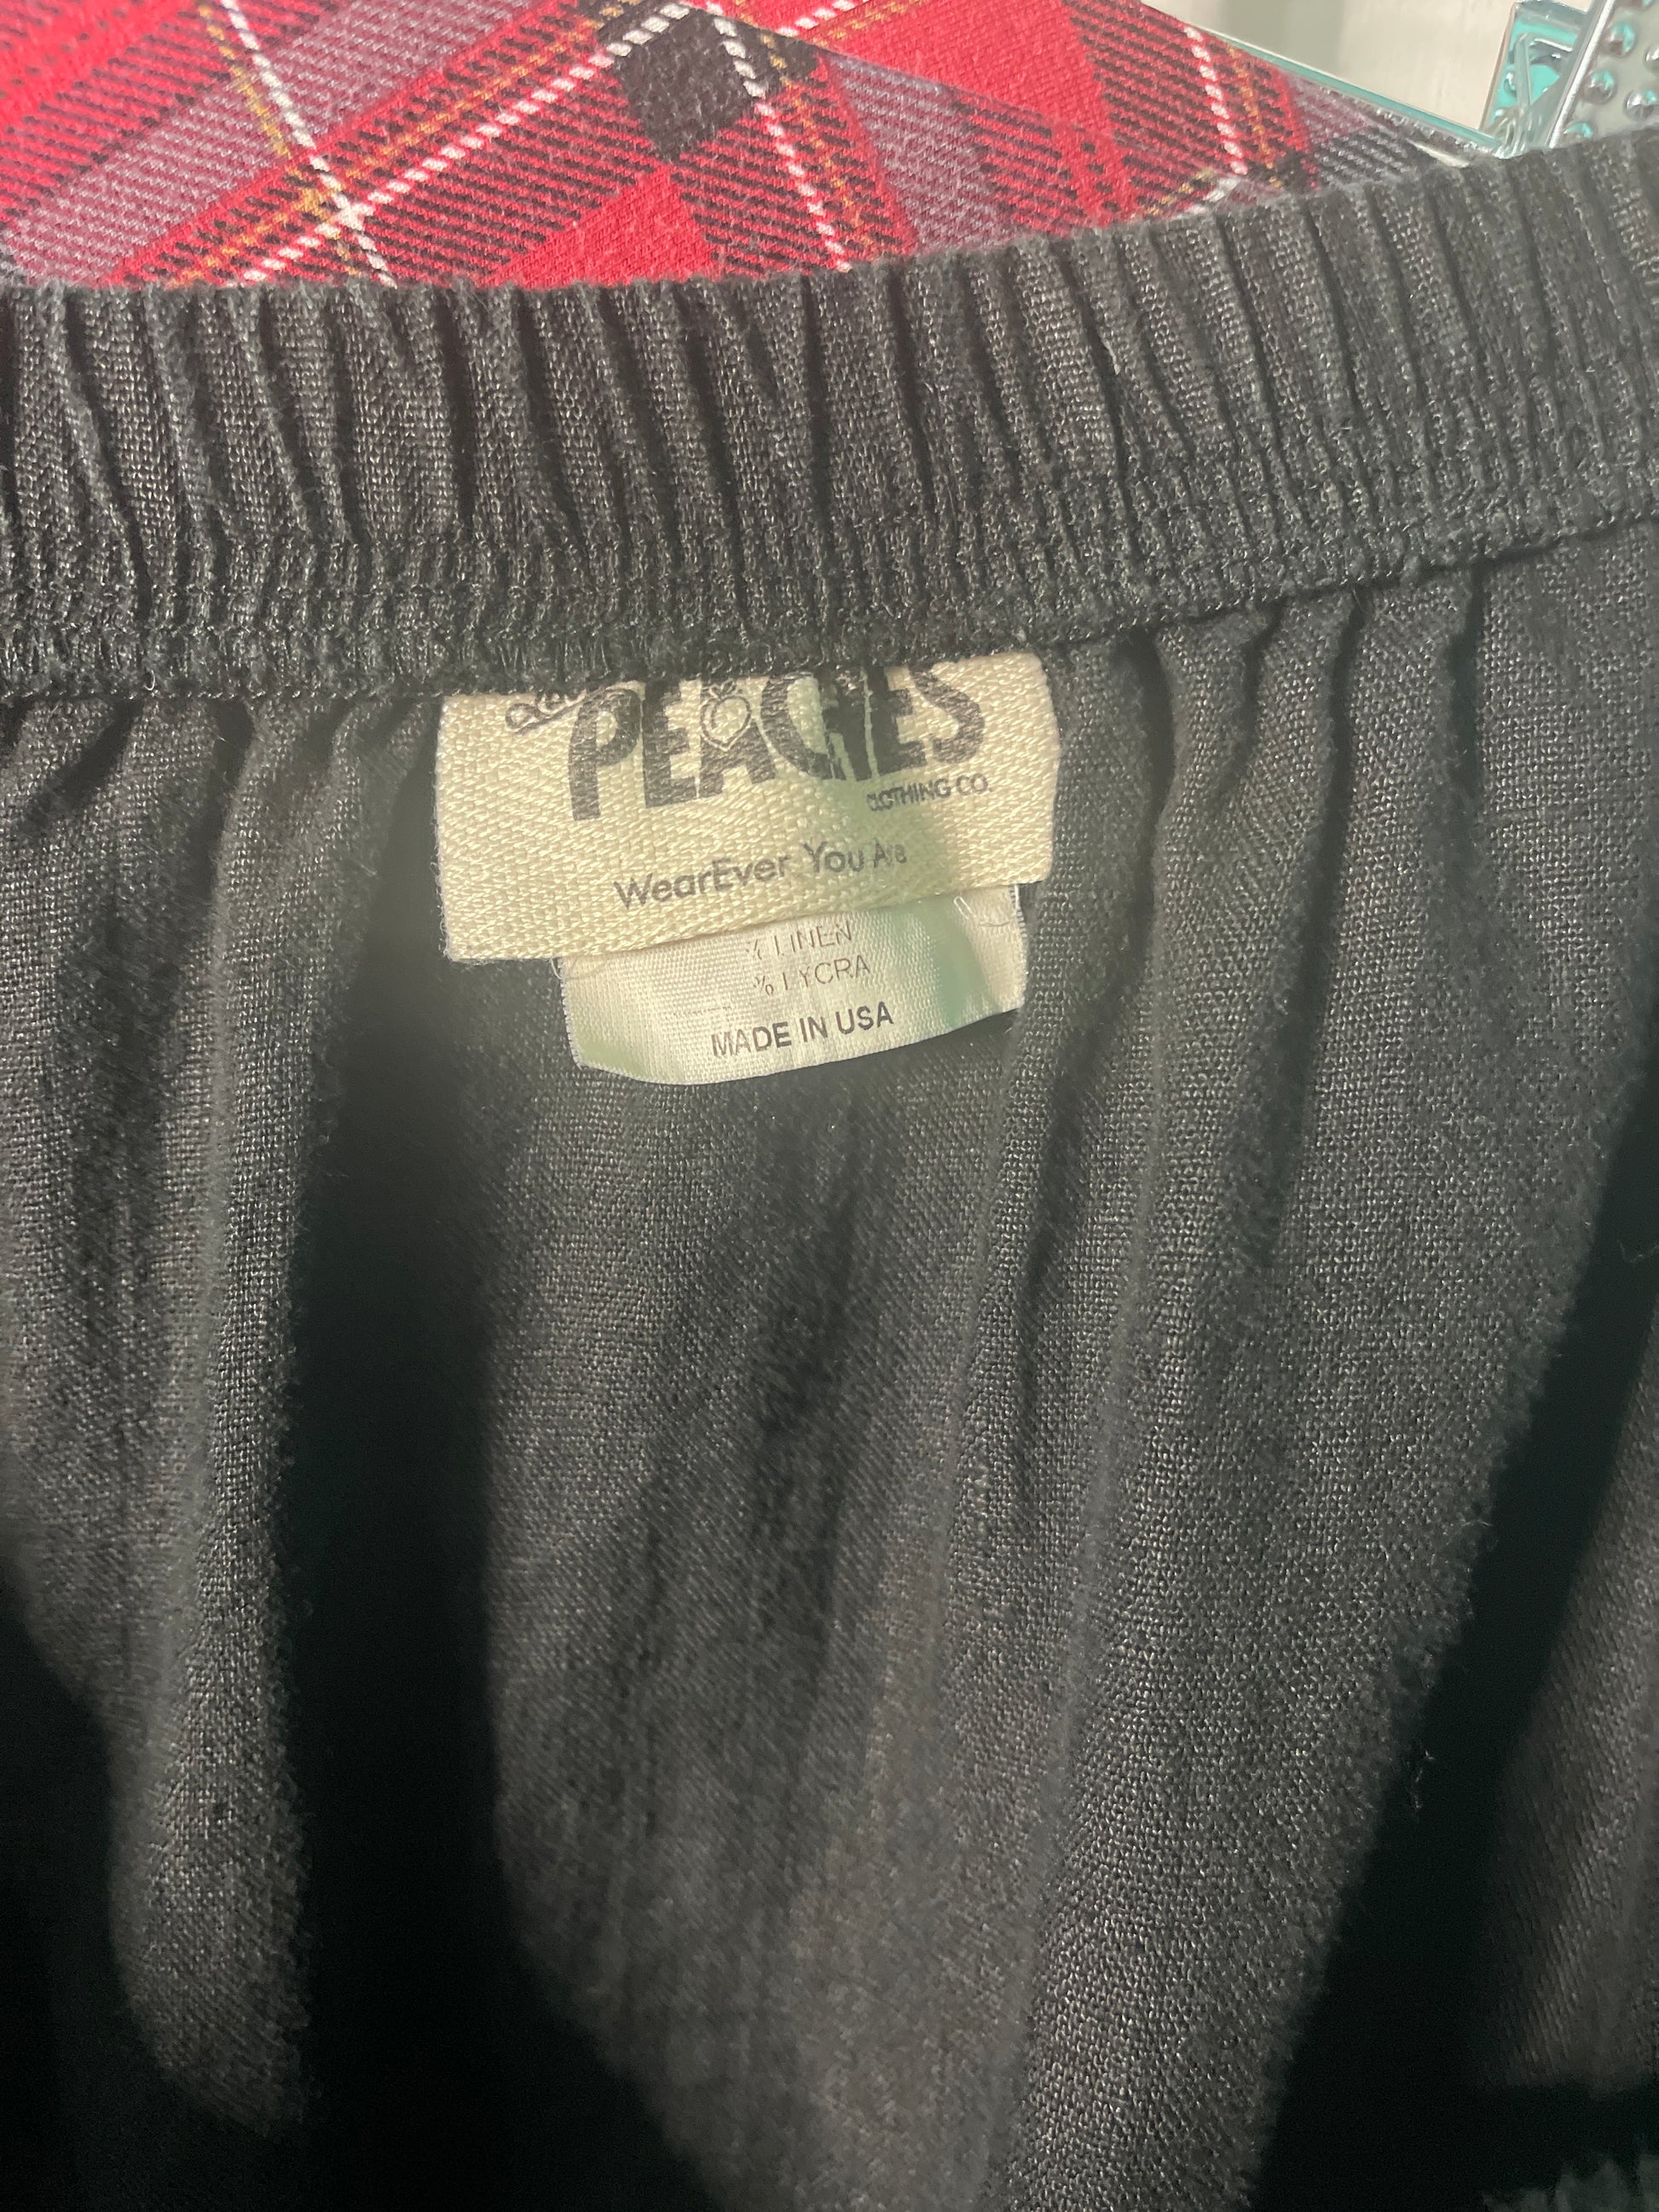 PEACHES
CLOTHING CO.
WearEver You Are
% LINEN
% LYCRA
MADE IN USA